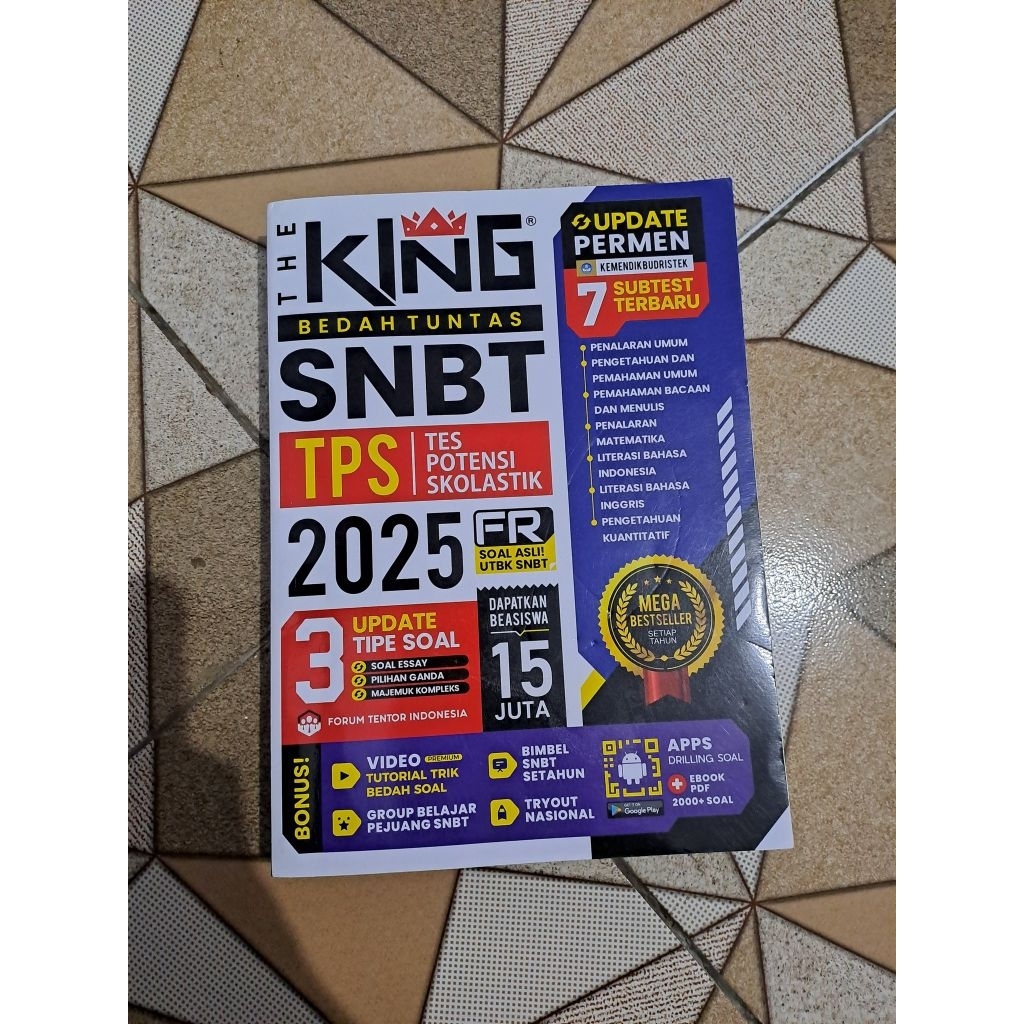 THE
KING®
BEDAH TUNTAS
SNBT
TPS
TES
POTENSI
SKOLASTIK
2025
FR
SOAL ASLI!
UTBK SNBT
3
UPDATE
TIPE SOAL
SOAL ESSAY
PILIHAN GANDA
MAJEMUK KOMPLEKS
FORUM TENTOR INDONESIA
DAPATKAN
BEASISWA
15
JUTA
UPDATE
PERMEN
KEMENDIKBUDRISTEK
7
SUBTEST
TERBARU
PENALARAN UMUM
PENGETAHUAN DAN
PEMAHAMAN UMUM
PEMAHAMAN BACAAN
DAN MENULIS
PENALARAN
MATEMATIKA
LITERASI BAHASA
INDONESIA
LITERASI BAHASA
INGGRIS
PENGETAHUAN
KUANTITATIF
MEGA
BESTSELLER
SETIAP
TAHUN
BONUS!
VIDEO PREMIUM
TUTORIAL TRIK
BEDAH SOAL
GROUP BELAJAR
PEJUANG SNBT
BIMBEL
SNBT
SETAHUN
TRYOUT
NASIONAL
GET IT ON
Google Play
APPS
DRILLING SOAL
EBOOK
PDF
2000+ SOAL